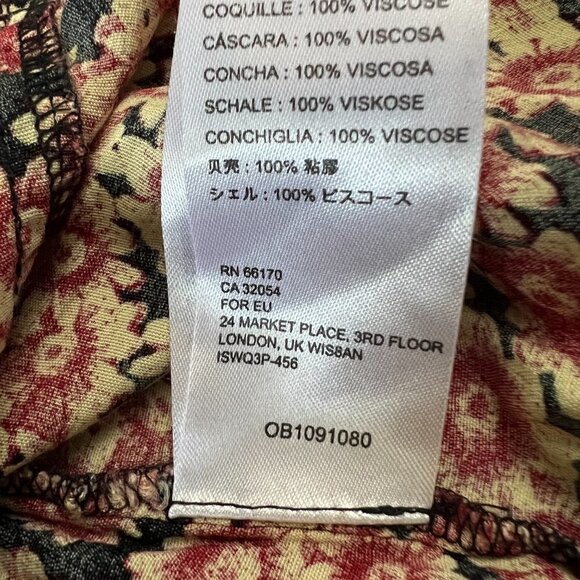 COQUILLE : 100% VISCOSE
CÁSCARA : 100% VISCOSA
CONCHA : 100% VISCOSA
SCHALE : 100% VISKOSE
CONCHIGLIA : 100% VISCOSE
贝壳 : 100% 粘膠
シェル : 100% ビスコース
RN 66170
CA 32054
FOR EU
24 MARKET PLACE, 3RD FLOOR
LONDON, UK WIS8AN
ISWQ3P-456
OB1091080